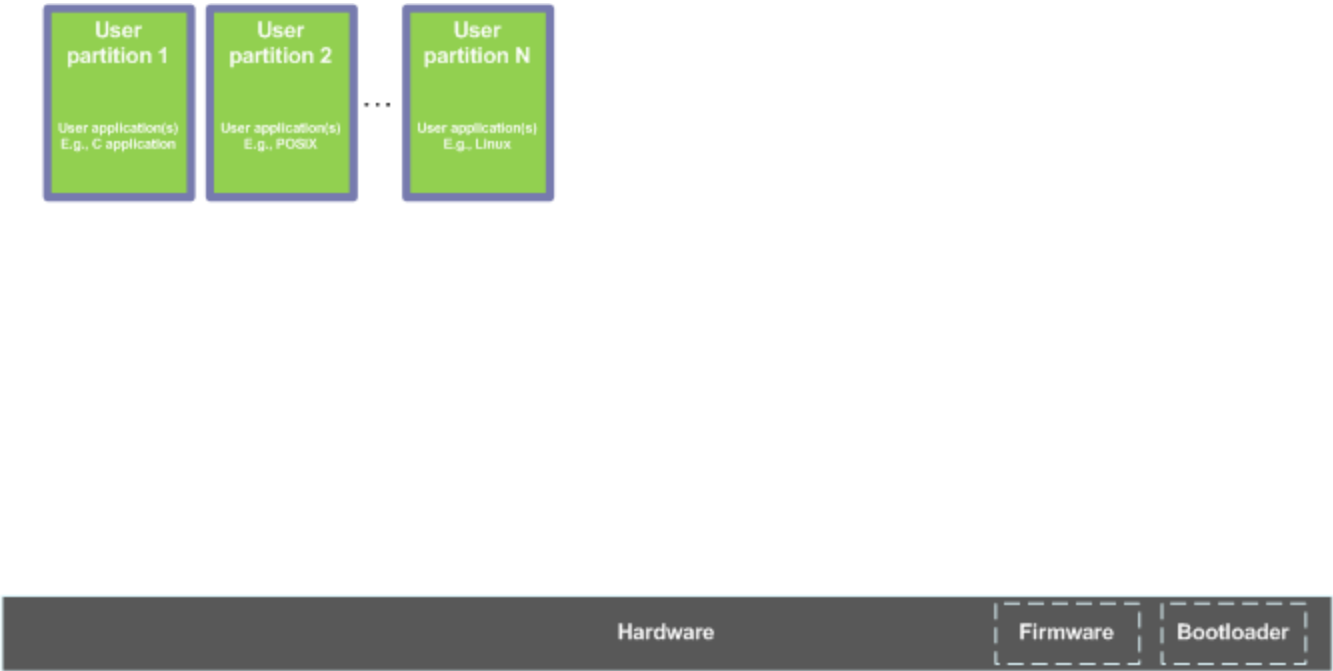 User
partition 1
User application(s)
E.g., C application
User
partition 2
User application(s)
E.g., POSIX
...
User
partition N
User application(s)
E.g., Linux
Hardware
Firmware
Bootloader